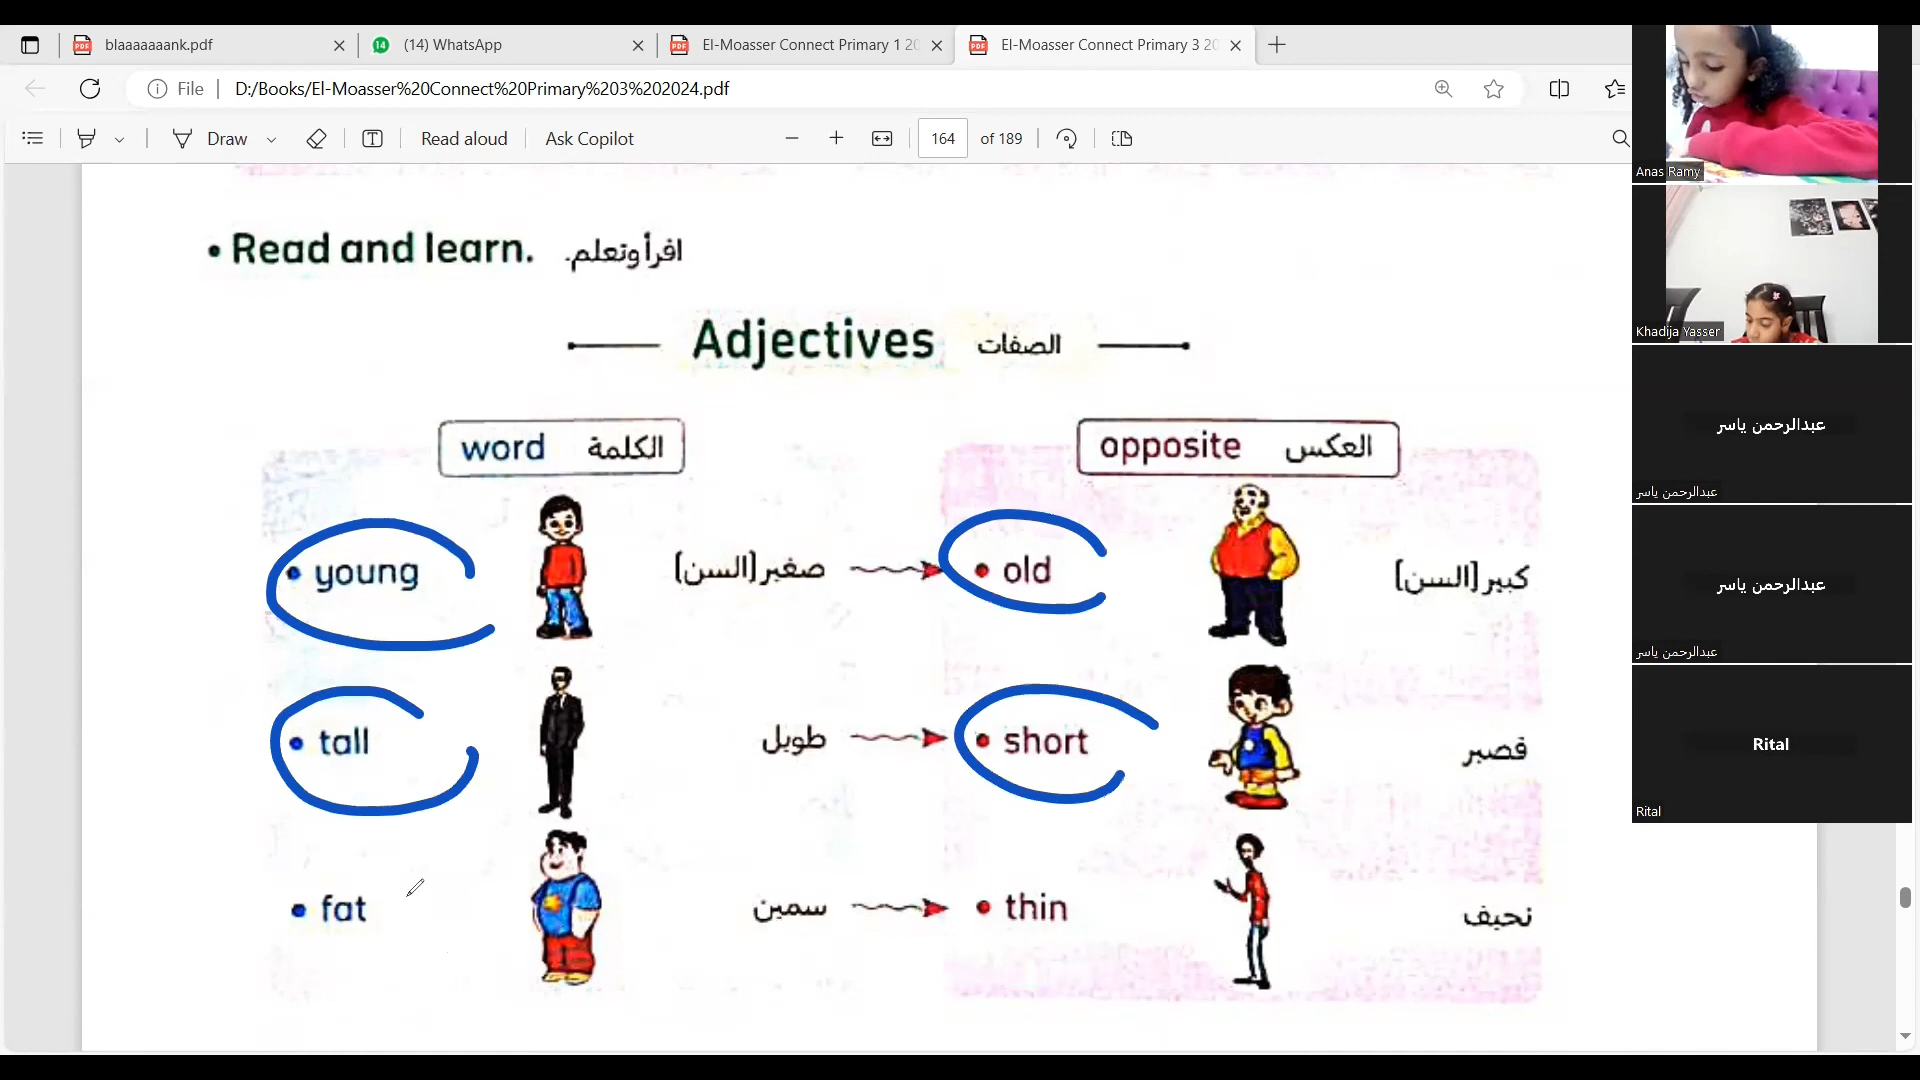 blaaaaaaank.pdf
(14) WhatsApp
El-Moasser Connect Primary 1 20
El-Moasser Connect Primary 3 20
File
D:/Books/El-Moasser%20Connect%20Primary%203%202024.pdf
Draw
Read aloud
Ask Copilot
164
of 189
• Read and learn. اقرأ وتعلم.
Adjectives الصفات
word الكلمة
opposite العكس
• young صغير (السن) • old كبير (السن)
• tall طويل • short قصير
• fat سمين • thin نحيف
Anas Ramy
Khadija Yasser
عبدالرحمن ياسر
عبدالرحمن ياسر
عبدالرحمن ياسر
عبدالرحمن ياسر
Rital
Rital